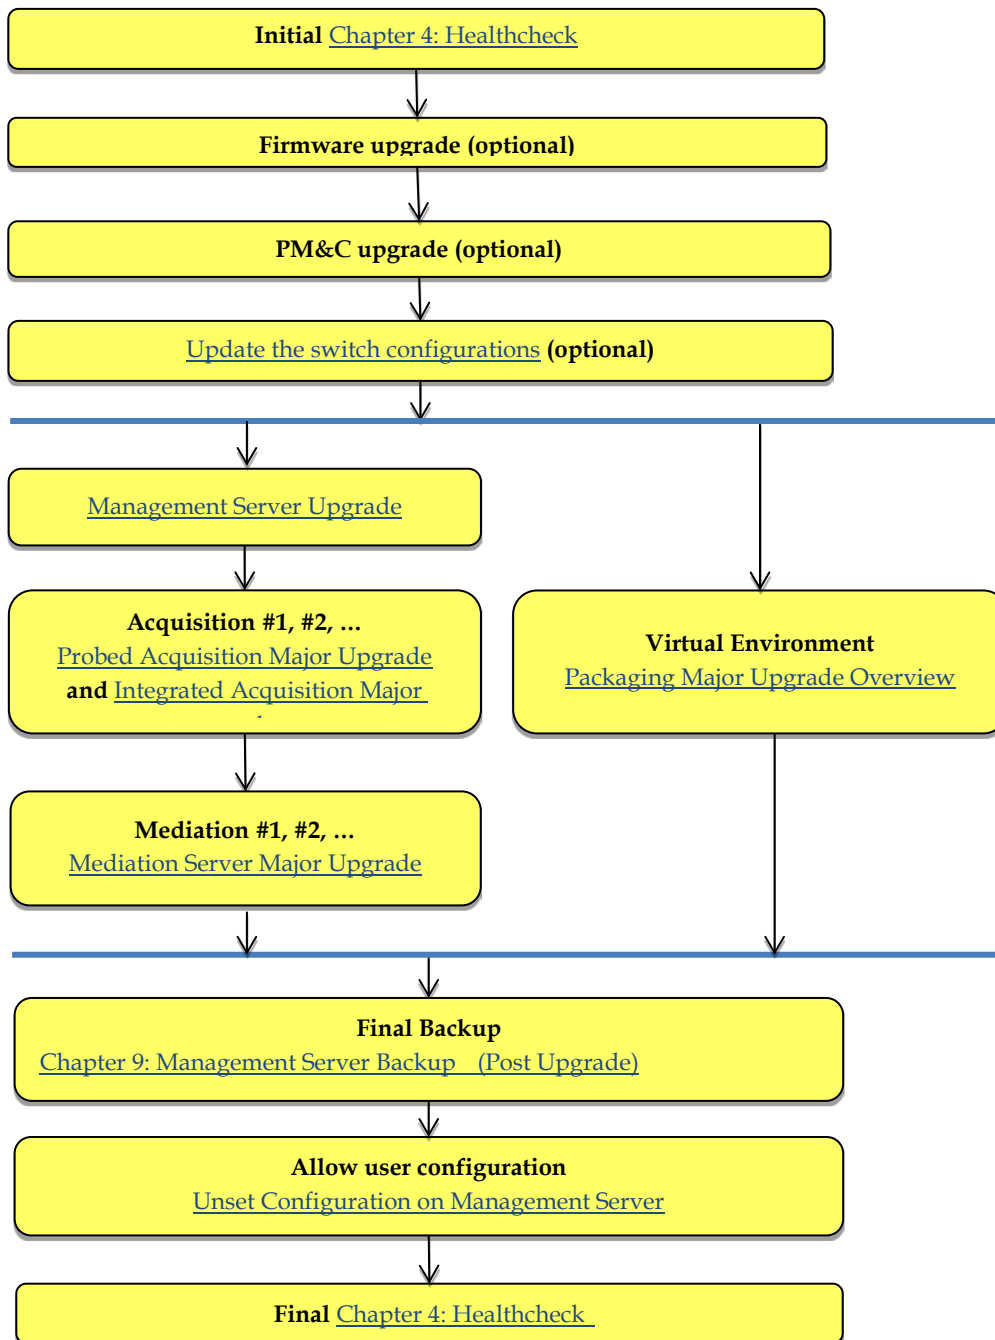 Initial Chapter 4: Healthcheck
Firmware upgrade (optional)
PM&C upgrade (optional)
Update the switch configurations (optional)
Management Server Upgrade
Acquisition #1, #2, …
Probed Acquisition Major Upgrade
and Integrated Acquisition Major
Virtual Environment
Packaging Major Upgrade Overview
Mediation #1, #2, …
Mediation Server Major Upgrade
Final Backup
Chapter 9: Management Server Backup (Post Upgrade)
Allow user configuration
Unset Configuration on Management Server
Final Chapter 4: Healthcheck